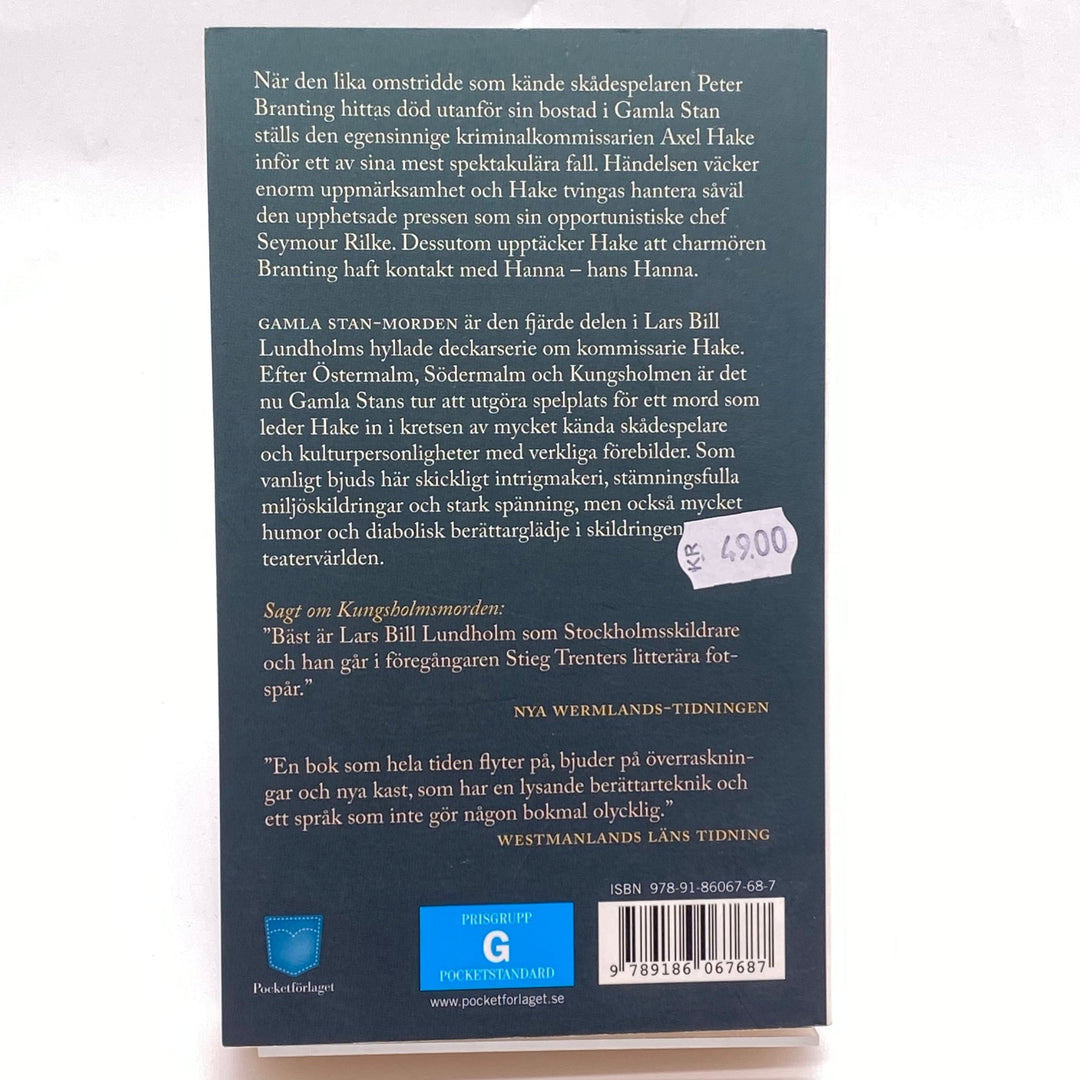 När den lika omstridde som kände skådespelaren Peter
Branting hittas död utanför sin bostad i Gamla Stan
ställs den egensinnige kriminalkommissarien Axel Hake
inför ett av sina mest spektakulära fall. Händelsen väcker
enorm uppmärksamhet och Hake tvingas hantera såväl
den upphetsade pressen som sin opportunistiske chef
Seymour Rilke. Dessutom upptäcker Hake att charmören
Branting haft kontakt med Hanna – hans Hanna.
GAMLA STAN-MORDEN är den fjärde delen i Lars Bill
Lundholms hyllade deckarserie om kommissarie Hake.
Efter Östermalm, Södermalm och Kungsholmen är det
nu Gamla Stans tur att utgöra spelplats för ett mord som
leder Hake in i kretsen av mycket kända skådespelare
och kulturpersonligheter med verkliga förebilder. Som
vanligt bjuds här skickligt intrigmakeri, stämningsfulla
miljöskildringar och stark spänning, men också mycket
humor och diabolisk berättarglädje i skildringen
teatervärlden.
KR 49.00
Sagt om Kungsholmsmorden:
”Bäst är Lars Bill Lundholm som Stockholmsskildrare
och han går i föregångaren Stieg Trenters litterära fot-
spår.”
NYA WERMLANDS-TIDNINGEN
”En bok som hela tiden flyter på, bjuder på överrasknin-
gar och nya kast, som har en lysande berättarteknik och
ett språk som inte gör någon bokmal olycklig.”
WESTMANLANDS LÄNS TIDNING
ISBN 978-91-86067-68-7
9 789186 067687
PRISGRUPP
G
POCKETSTANDARD
www.pocketforlaget.se
Pocketförlaget